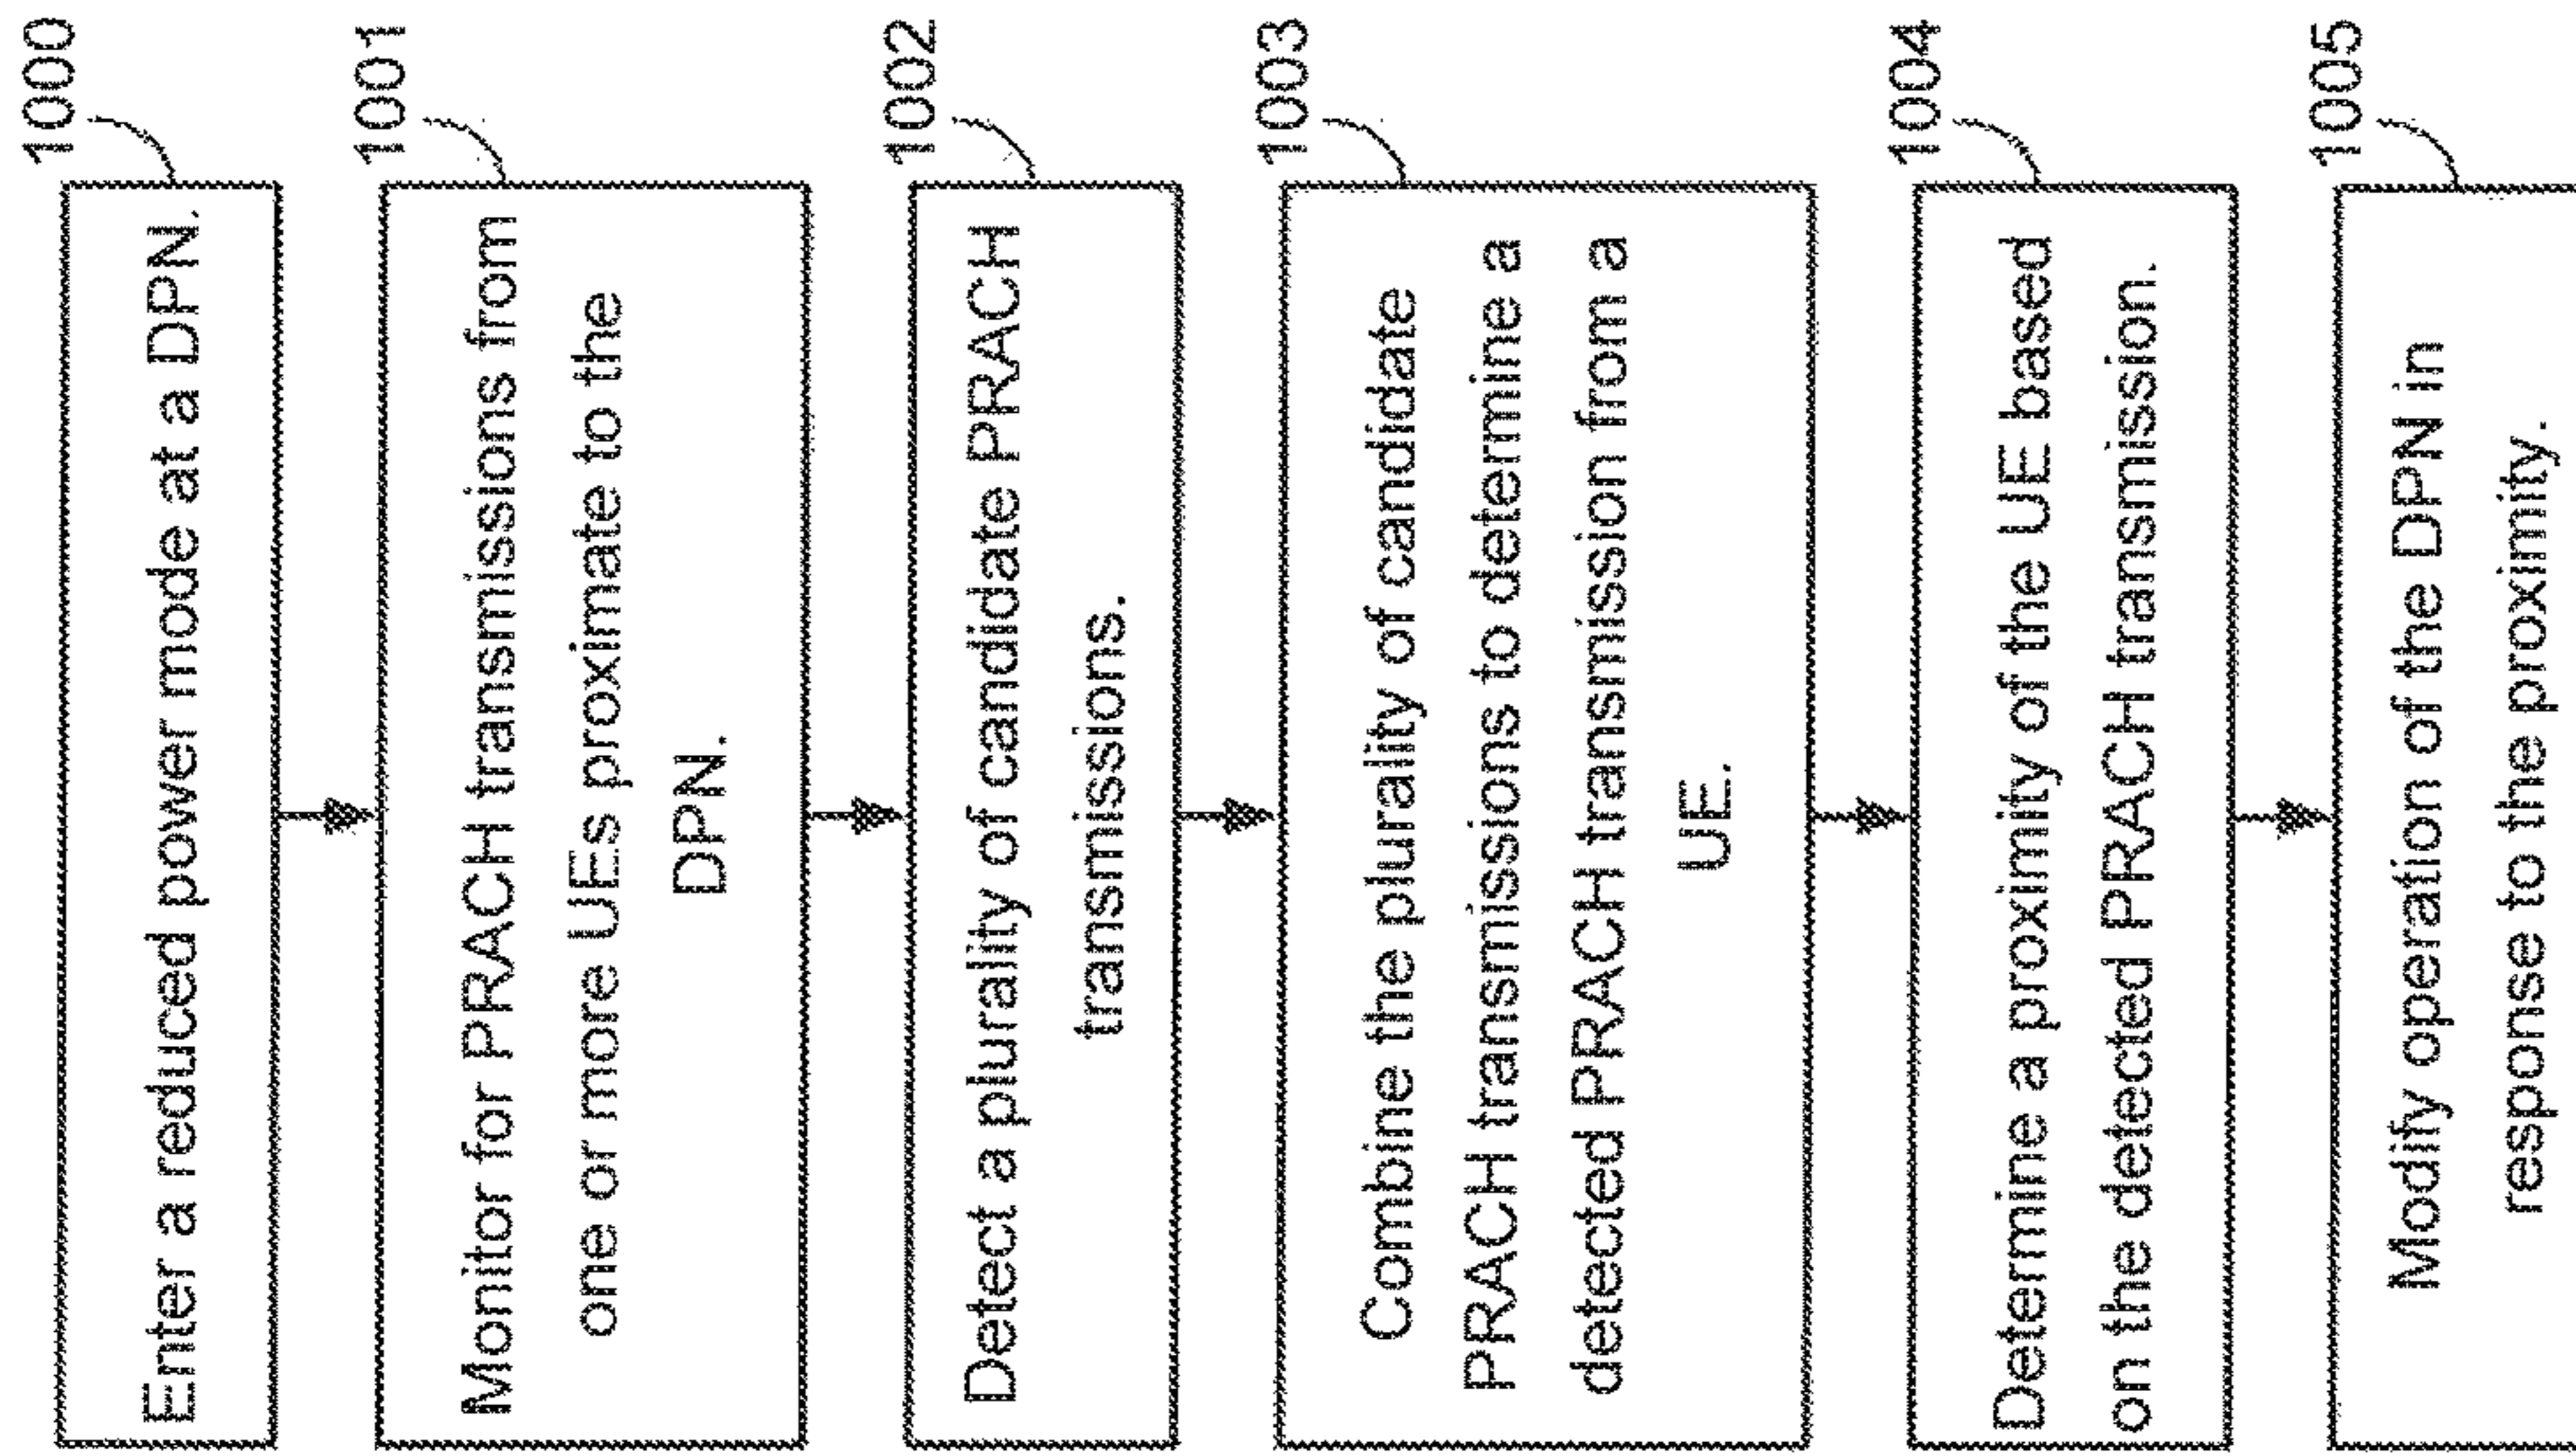 1000
Enter a reduced power mode at a DPN.
1001
Monitor for PRACH transmissions from
one or more UEs proximate to the
DPN.
1002
Detect a plurality of candidate PRACH
transmissions.
1003
Combine the plurality of candidate
PRACH transmissions to determine a
detected PRACH transmission from a
UE.
1004
Determine a proximity of the UE based
on the detected PRACH transmission.
1005
Modify operation of the DPN in
response to the proximity.